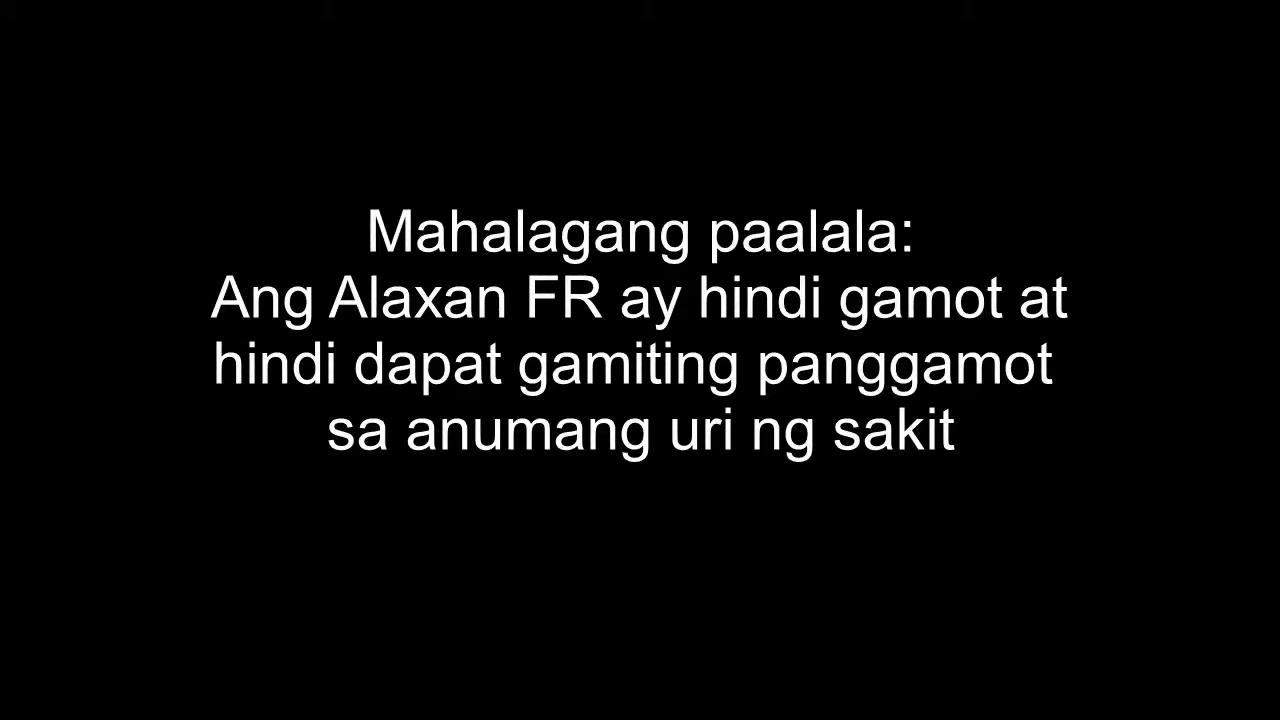 Mahalagang paalala:
Ang Alaxan FR ay hindi gamot at
hindi dapat gamiting panggamot
sa anumang uri ng sakit